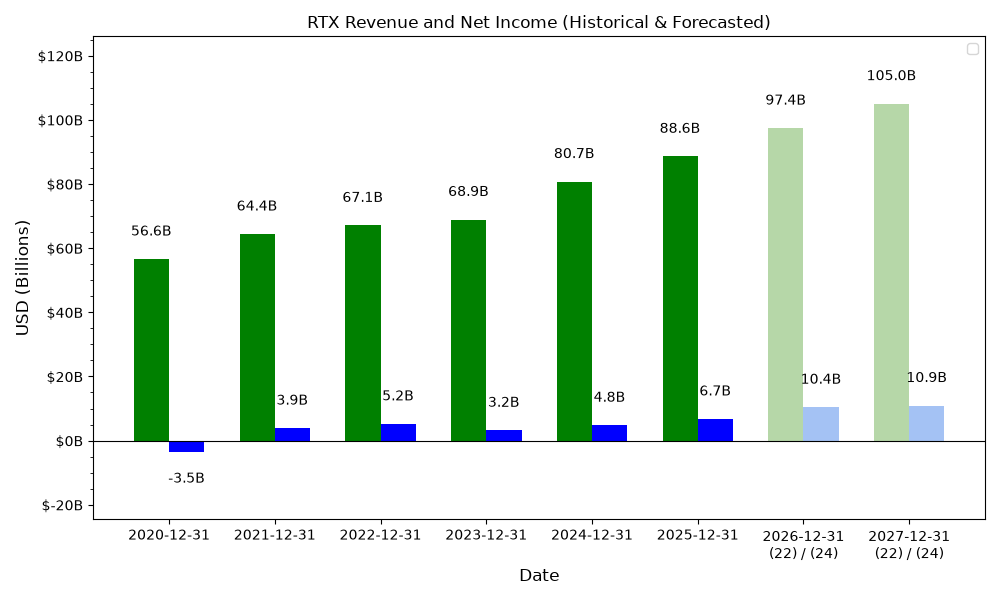 RTX Revenue and Net Income (Historical & Forecasted)
$120B
$100B
$80B
$60B
$40B
$20B
$0B
$-20B
USD (Billions)
56.6B
64.4B
67.1B
68.9B
80.7B
88.6B
97.4B
105.0B
-3.5B
3.9B
5.2B
3.2B
4.8B
6.7B
10.4B
10.9B
2020-12-31
2021-12-31
2022-12-31
2023-12-31
2024-12-31
2025-12-31
2026-12-31
(22) / (24)
2027-12-31
(22) / (24)
Date